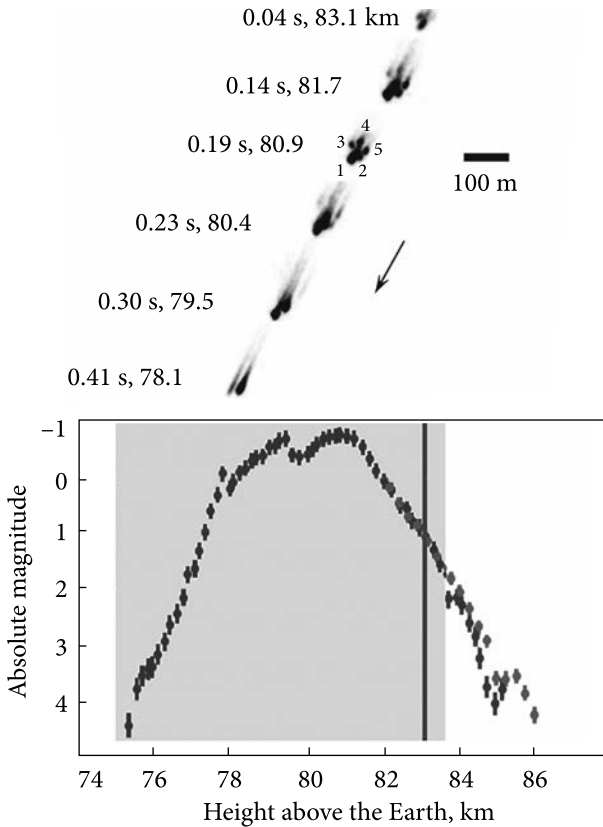 0.04 s, 83.1 km
0.14 s, 81.7
0.19 s, 80.9
3 4 5
1 2
100 m
0.23 s, 80.4
0.30 s, 79.5
0.41 s, 78.1
−1
0
1
2
3
4
Absolute magnitude
74 76 78 80 82 84 86
Height above the Earth, km